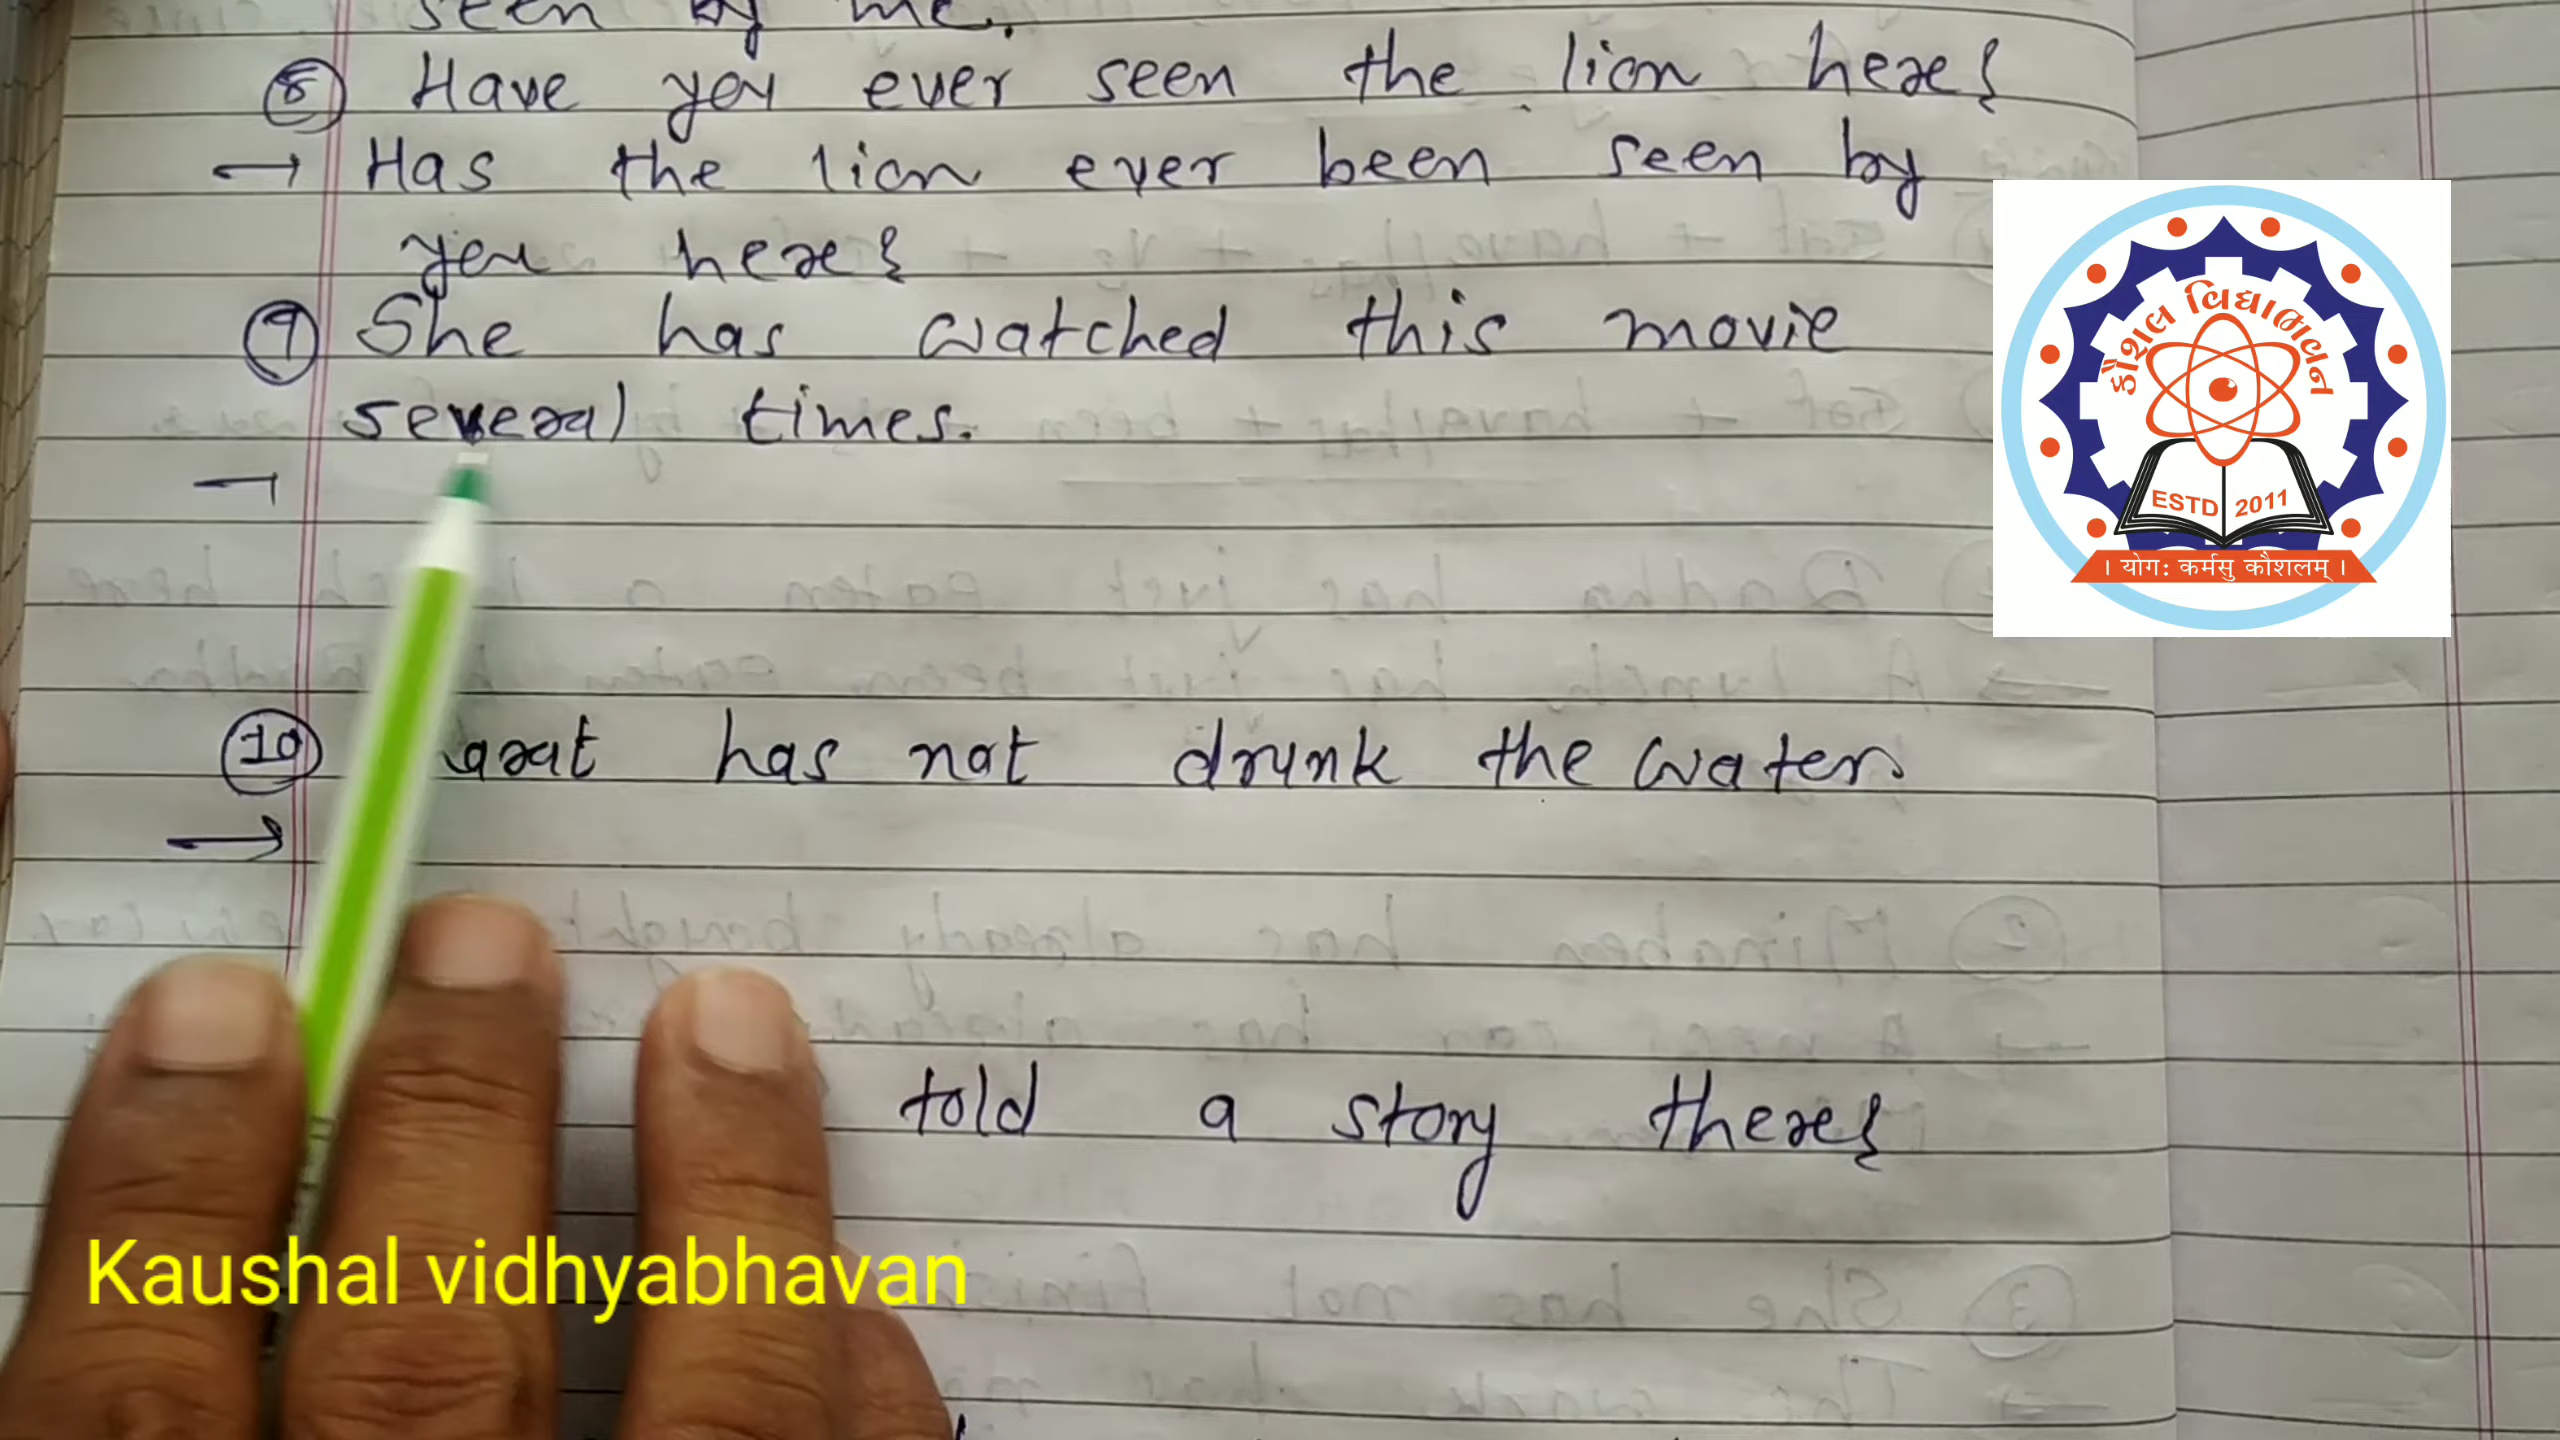 seen by me.
⑧ Have you ever seen the lion here?
→ Has the lion ever been seen by
you here?
⑨ She has watched this movie
several times.
→
⑩ arat has not drunk the water.
→
told a story there?
કૌશલ વિદ્યાભવન
ESTD 2011
। योगः कर्मसु कौशलम् ।
Kaushal vidhyabhavan